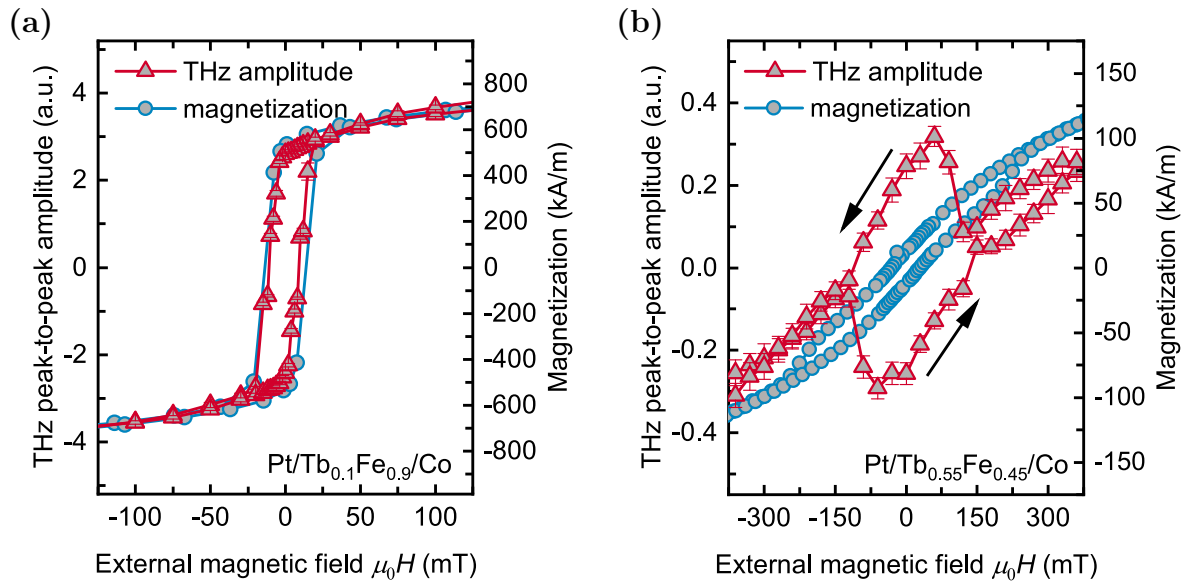 (a)
THz peak-to-peak amplitude (a.u.)
4
2
0
-2
-4
THz amplitude
magnetization
800
600
400
200
0
-200
-400
-600
-800
Magnetization (kA/m)
Pt/Tb0.1Fe0.9/Co
-100 -50 0 50 100
External magnetic field μ0H (mT)
(b)
THz peak-to-peak amplitude (a.u.)
0.4
0.2
0.0
-0.2
-0.4
THz amplitude
magnetization
150
100
50
0
-50
-100
-150
Magnetization (kA/m)
Pt/Tb0.55Fe0.45/Co
-300 -150 0 150 300
External magnetic field μ0H (mT)